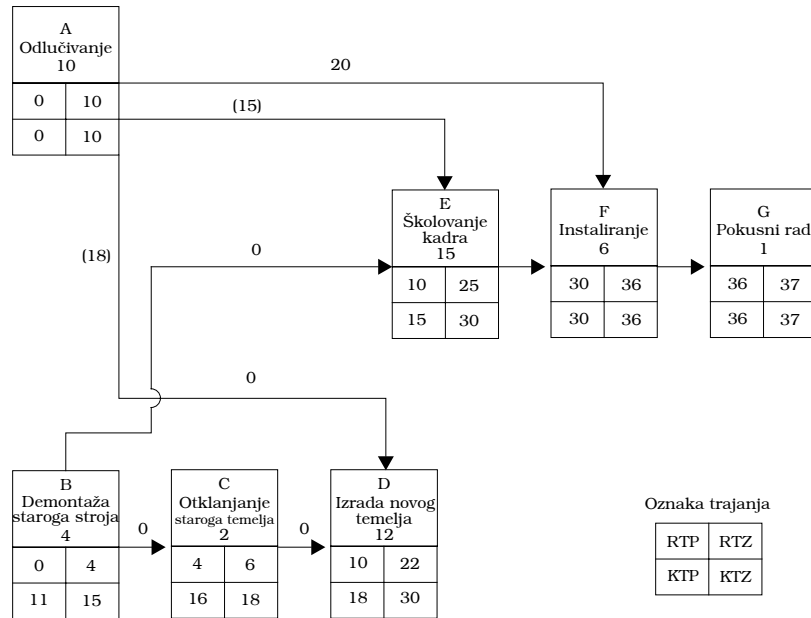 A
Odlučivanje
10
0 10
0 10
20
(15)
(18)
E
Školovanje
kadra
15
10 25
15 30
F
Instaliranje
6
30 36
30 36
G
Pokusni rad
1
36 37
36 37
0
0
B
Demontaža
staroga stroja
4
0 4
11 15
0
C
Otklanjanje
staroga temelja
2
4 6
16 18
0
D
Izrada novog
temelja
12
10 22
18 30
Oznaka trajanja
RTP RTZ
KTP KTZ